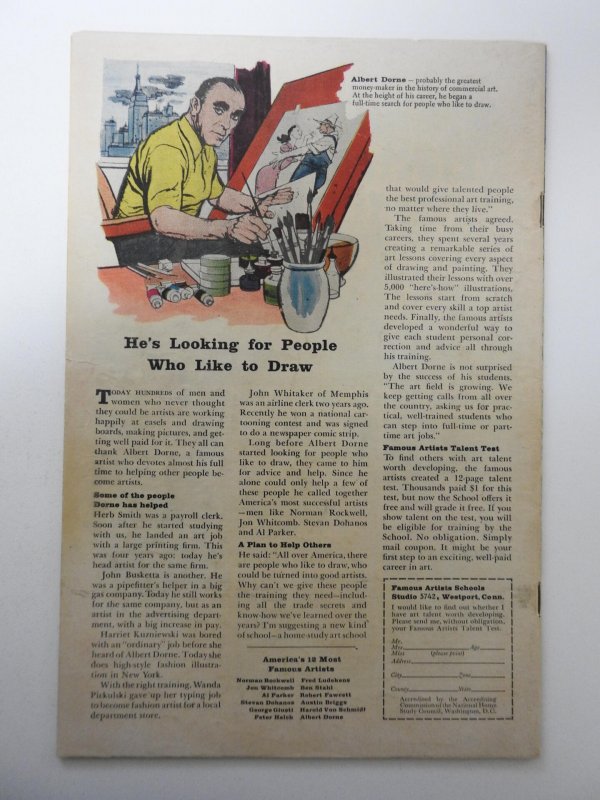 Albert Dorne – probably the greatest
money-maker in the history of commercial art.
At the height of his career, he began a
full-time search for people who like to draw.
He's Looking for People
Who Like to Draw
TODAY HUNDREDS of men and
women who never thought
they could be artists are working
happily at easels and drawing
boards, making pictures, and get-
ting well paid for it. They all can
thank Albert Dorne, a famous
artist who devotes almost his full
time to helping other people be-
come artists.
Some of the people
Dorne has helped
Herb Smith was a payroll clerk.
Soon after he started studying
with us, he landed an art job
with a large printing firm. This
was four years ago: today he's
head artist for the same firm.
John Busketta is another. He
was a pipefitter's helper in a big
gas company. Today he still works
for the same company, but as an
artist in the advertising depart-
ment, with a big increase in pay.
Harriet Kuzniewski was bored
with an "ordinary" job before she
heard of Albert Dorne. Today she
does high-style fashion illustra-
tion in New York.
With the right training, Wanda
Pickulski gave up her typing job
to become fashion artist for a local
department store.
John Whitaker of Memphis
was an airline clerk two years ago.
Recently he won a national car-
tooning contest and was signed
to do a newspaper comic strip.
Long before Albert Dorne
started looking for people who
like to draw, they came to him
for advice and help. Since he
alone could only help a few of
these people he called together
America's most successful artists
—men like Norman Rockwell,
Jon Whitcomb, Stevan Dohanos
and Al Parker.
A Plan to Help Others
He said: "All over America, there
are people who like to draw, who
could be turned into good artists.
Why can't we give these people
the training they need—includ-
ing all the trade secrets and
know-how we've learned over the
years? I'm suggesting a new kind
of school—a home-study art school
America's 12 Most
Famous Artists
Norman Rockwell Fred Ludekens
Jon Whitcomb Ben Stahl
Al Parker Robert Fawcett
Stevan Dohanos Austin Briggs
George Giusti Harold Von Schmidt
Peter Helck Albert Dorne
that would give talented people
the best professional art training,
no matter where they live."
The famous artists agreed.
Taking time from their busy
careers, they spent several years
creating a remarkable series of
art lessons covering every aspect
of drawing and painting. They
illustrated their lessons with over
5,000 "here's-how" illustrations.
The lessons start from scratch
and cover every skill a top artist
needs. Finally, the famous artists
developed a wonderful way to
give each student personal cor-
rection and advice all through
his training.
Albert Dorne is not surprised
by the success of his students.
"The art field is growing. We
keep getting calls from all over
the country, asking us for prac-
tical, well-trained students who
can step into full-time or part-
time art jobs."
Famous Artists Talent Test
To find others with art talent
worth developing, the famous
artists created a 12-page talent
test. Thousands paid $1 for this
test, but now the School offers it
free and will grade it free. If you
show talent on the test, you will
be eligible for training by the
School. No obligation. Simply
mail coupon. It might be your
first step to an exciting, well-paid
career in art.
Famous Artists Schools
Studio 5742, Westport, Conn.
I would like to find out whether I
have art talent worth developing.
Please send me, without obligation,
your Famous Artists Talent Test.
Mr.
Mrs. Age
Miss (please print)
Address
City Zone
County State
Accredited by the Accrediting
Commission of the National Home
Study Council, Washington, D.C.